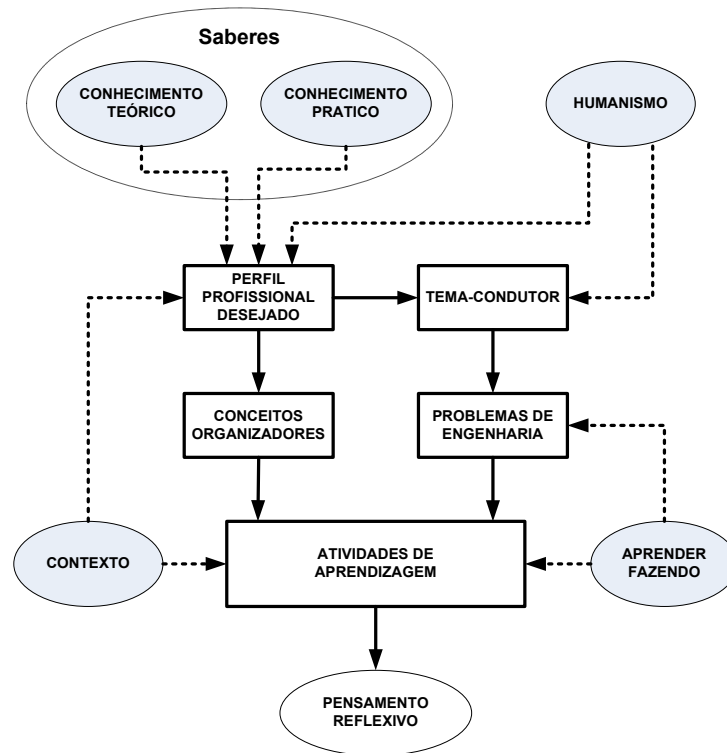 Saberes
CONHECIMENTO
TEÓRICO
CONHECIMENTO
PRATICO
HUMANISMO
PERFIL
PROFISSIONAL
DESEJADO
TEMA-CONDUTOR
CONCEITOS
ORGANIZADORES
PROBLEMAS DE
ENGENHARIA
CONTEXTO
ATIVIDADES DE
APRENDIZAGEM
APRENDER
FAZENDO
PENSAMENTO
REFLEXIVO